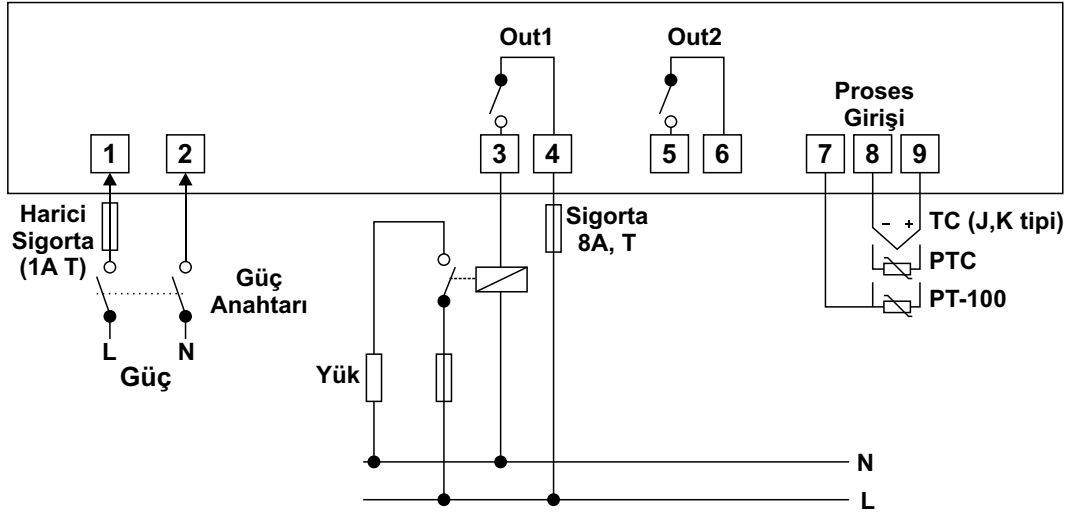 Out1
Out2
Proses
Girişi
1
2
3
4
5
6
7
8
9
Harici
Sigorta
(1A T)
Güç
Anahtarı
L
N
Güç
Sigorta
8A, T
Yük
- +
TC (J,K tipi)
PTC
PT-100
N
L